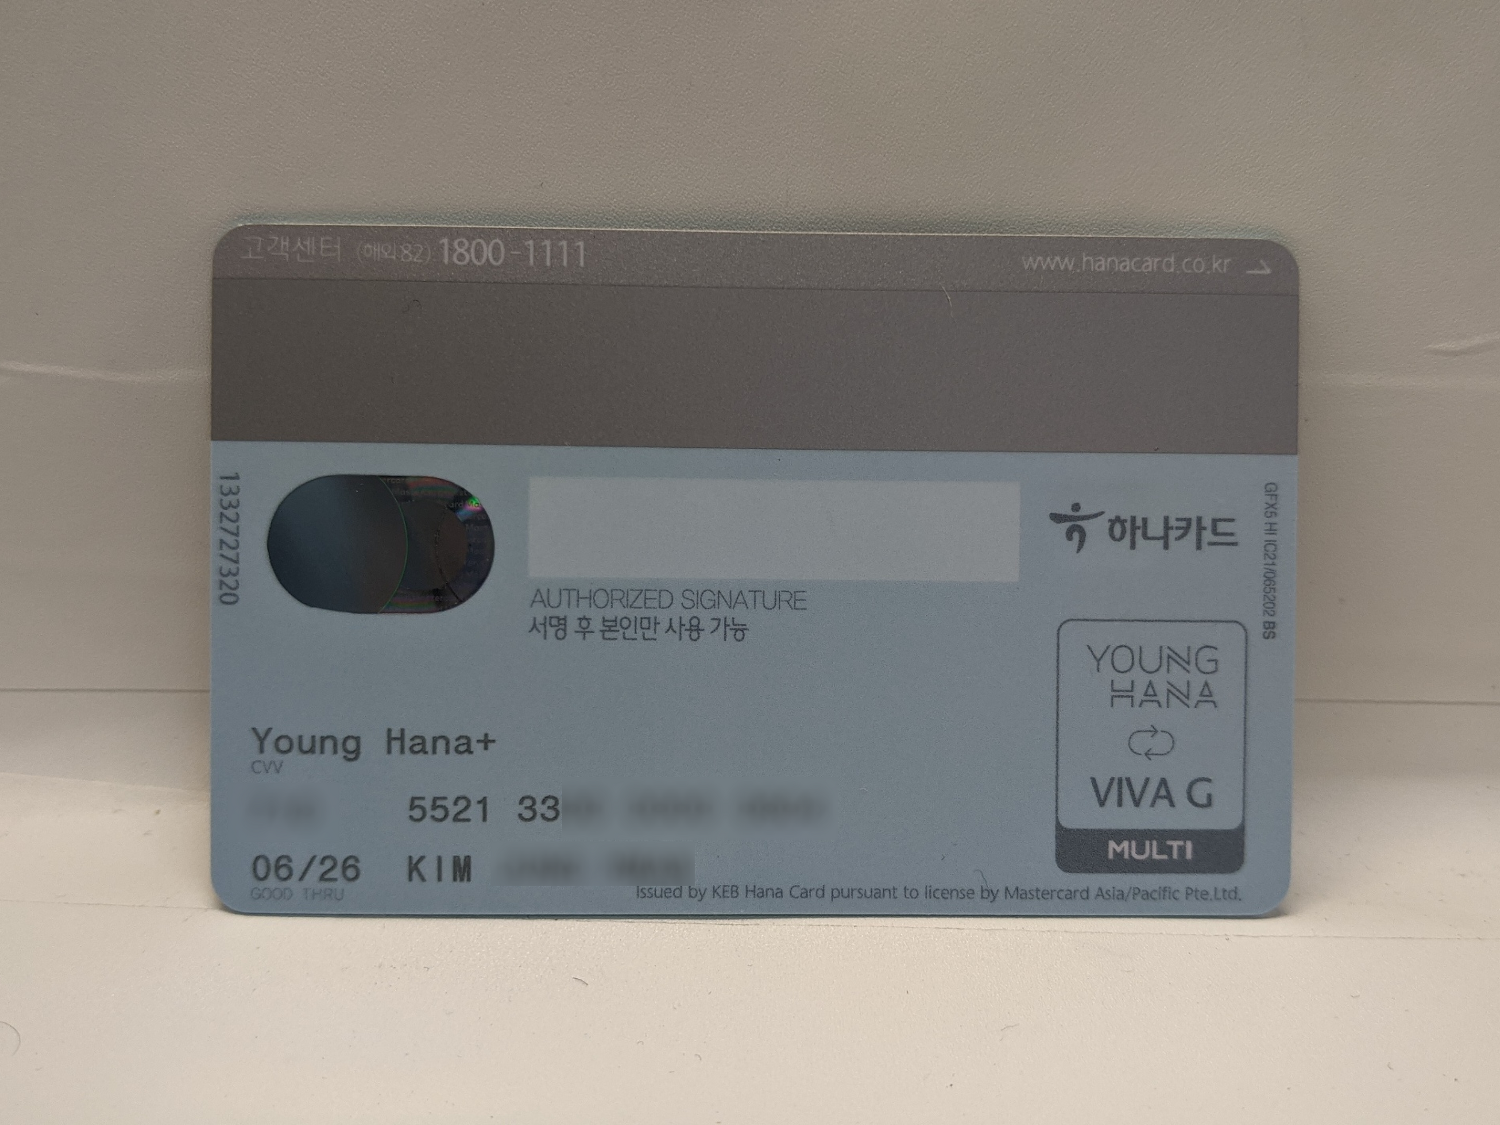 고객센터 (해외 82) 1800-1111
www.hanacard.co.kr
1332727320
AUTHORIZED SIGNATURE
서명 후 본인만 사용 가능
하나카드
GFX5 HI IC21/065202 BS
YOUNG
HANA
VIVA G
MULTI
Young Hana+
CVV
5521 33
06/26 KIM
GOOD THRU
Issued by KEB Hana Card pursuant to license by Mastercard Asia/Pacific Pte.Ltd.